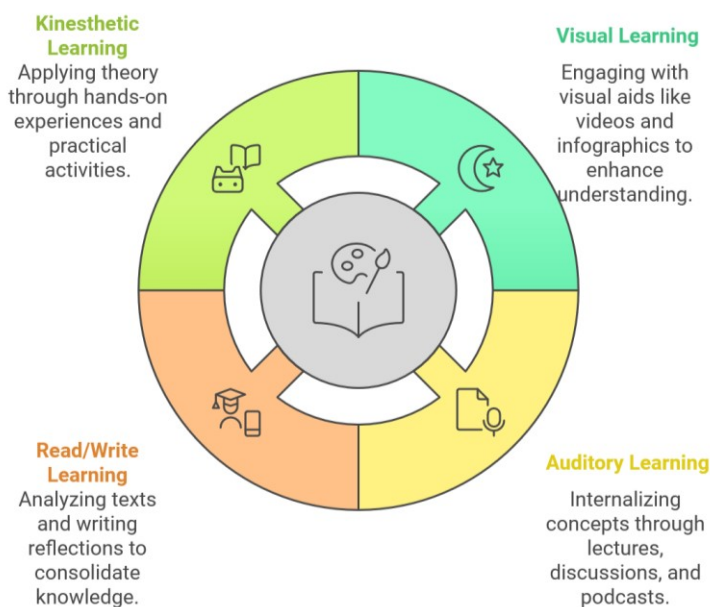 Kinesthetic
Learning
Applying theory
through hands-on
experiences and
practical
activities.
Visual Learning
Engaging with
visual aids like
videos and
infographics to
enhance
understanding.
Read/Write
Learning
Analyzing texts
and writing
reflections to
consolidate
knowledge.
Auditory Learning
Internalizing
concepts through
lectures,
discussions, and
podcasts.